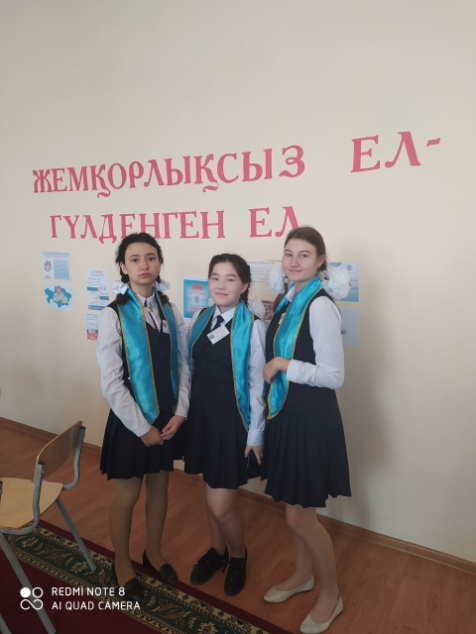 ЖЕМҚОРЛЫҚСЫЗ ЕЛ-
ГҮЛДЕНГЕН ЕЛ
REDMI NOTE 8
AI QUAD CAMERA